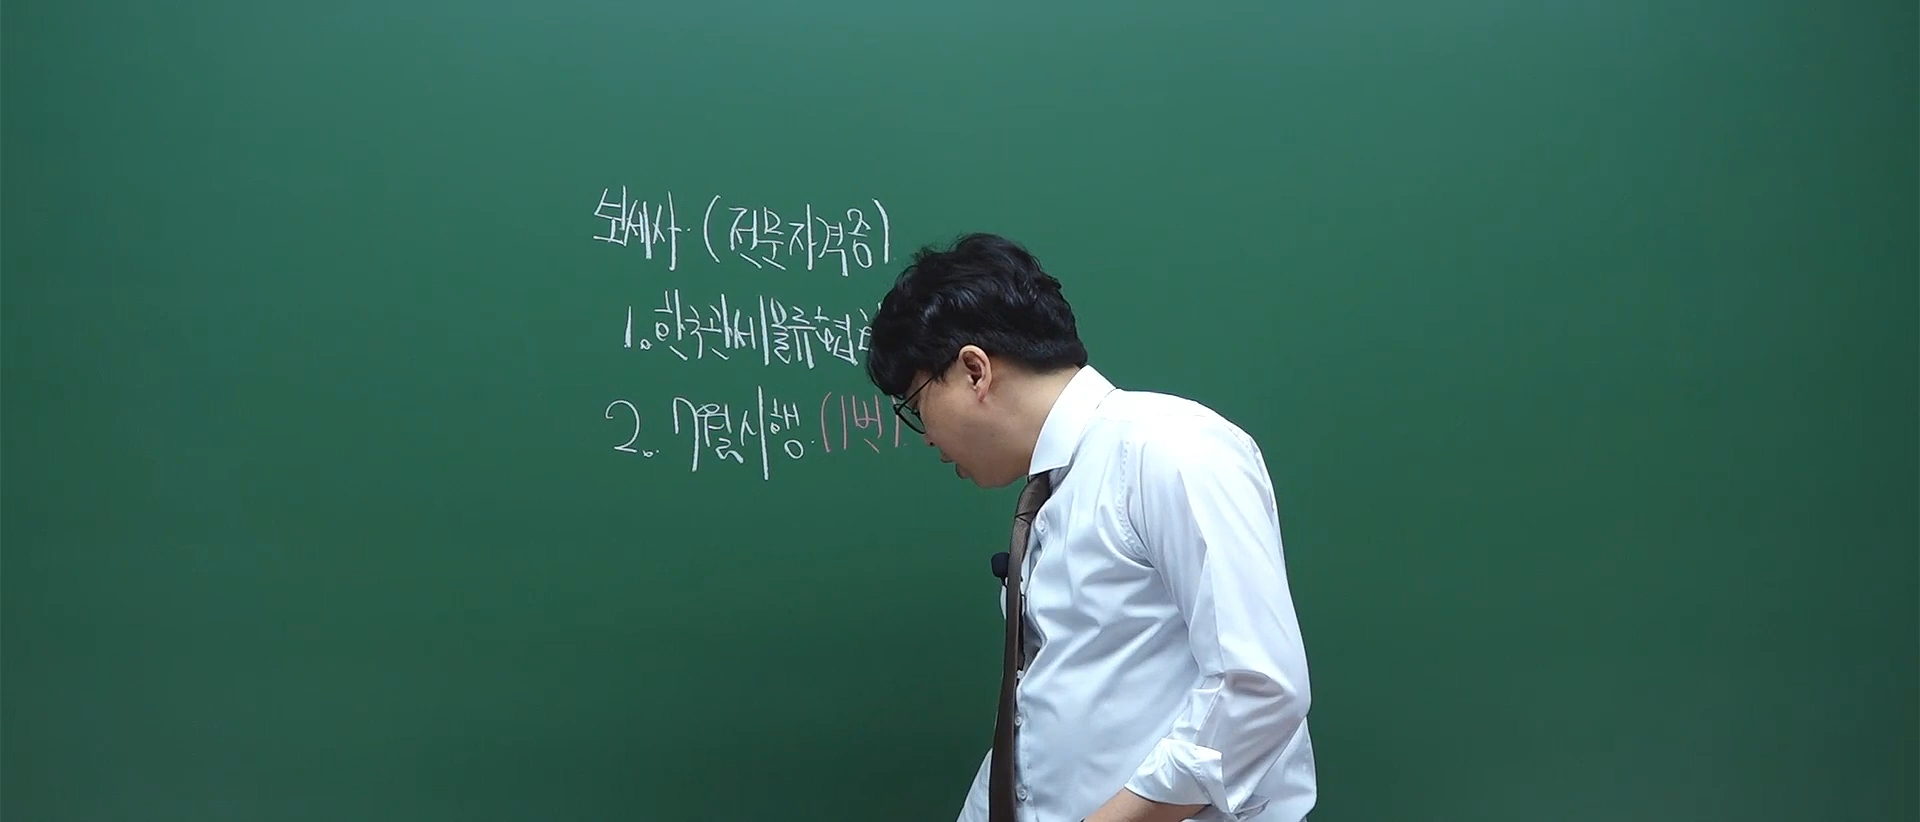 보세사. (전문자격증)
1. 한국관세물류협
2. 7월시행. (1번).